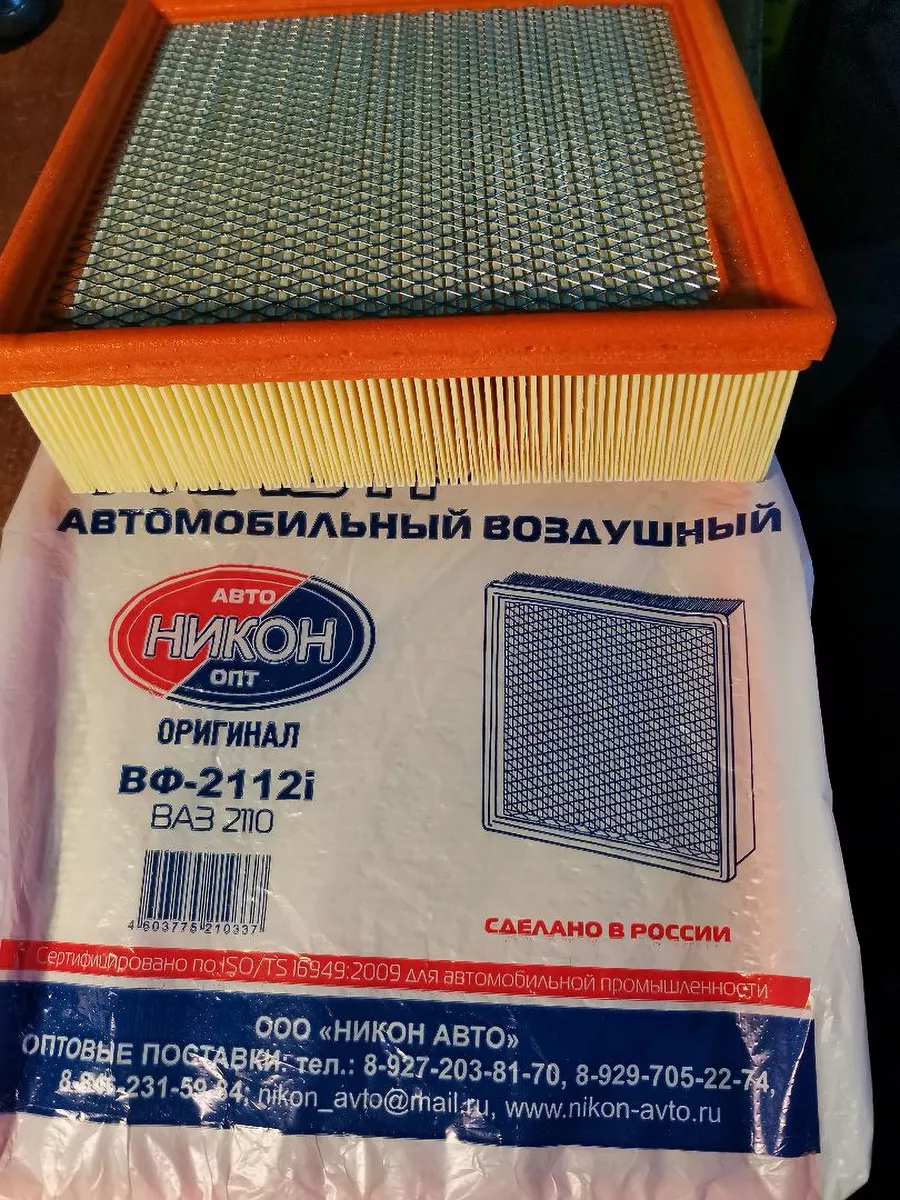 АВТОМОБИЛЬНЫЙ ВОЗДУШНЫЙ
АВТО
НИКОН
ОПТ
ОРИГИНАЛ
ВФ-2112i
ВАЗ 2110
4 603775 210337
СДЕЛАНО В РОССИИ
Сертифицировано по ISO/TS 16949:2009 для автомобильной промышленности
ООО «НИКОН АВТО»
ОПТОВЫЕ ПОСТАВКИ: тел.: 8-927-203-81-70, 8-929-705-22-74,
nikon_avto@mail.ru, www.nikon-avto.ru